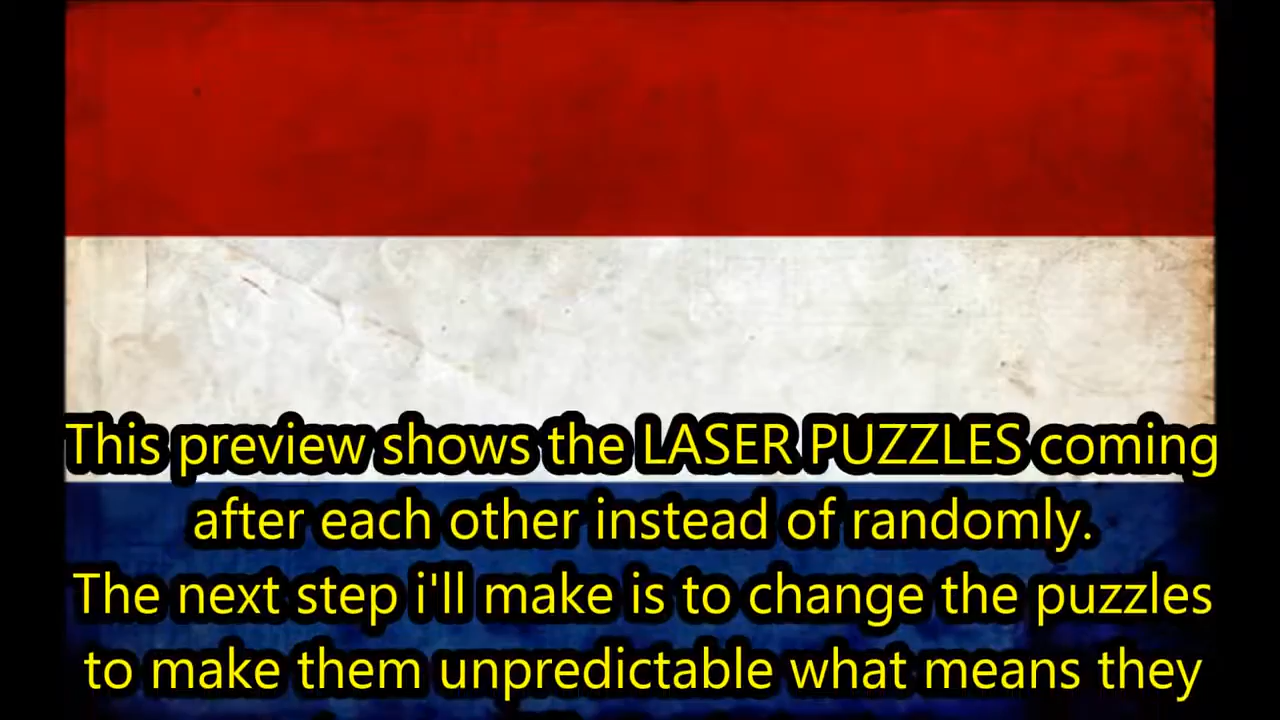 This preview shows the LASER PUZZLES coming
after each other instead of randomly.
The next step i'll make is to change the puzzles
to make them unpredictable what means they